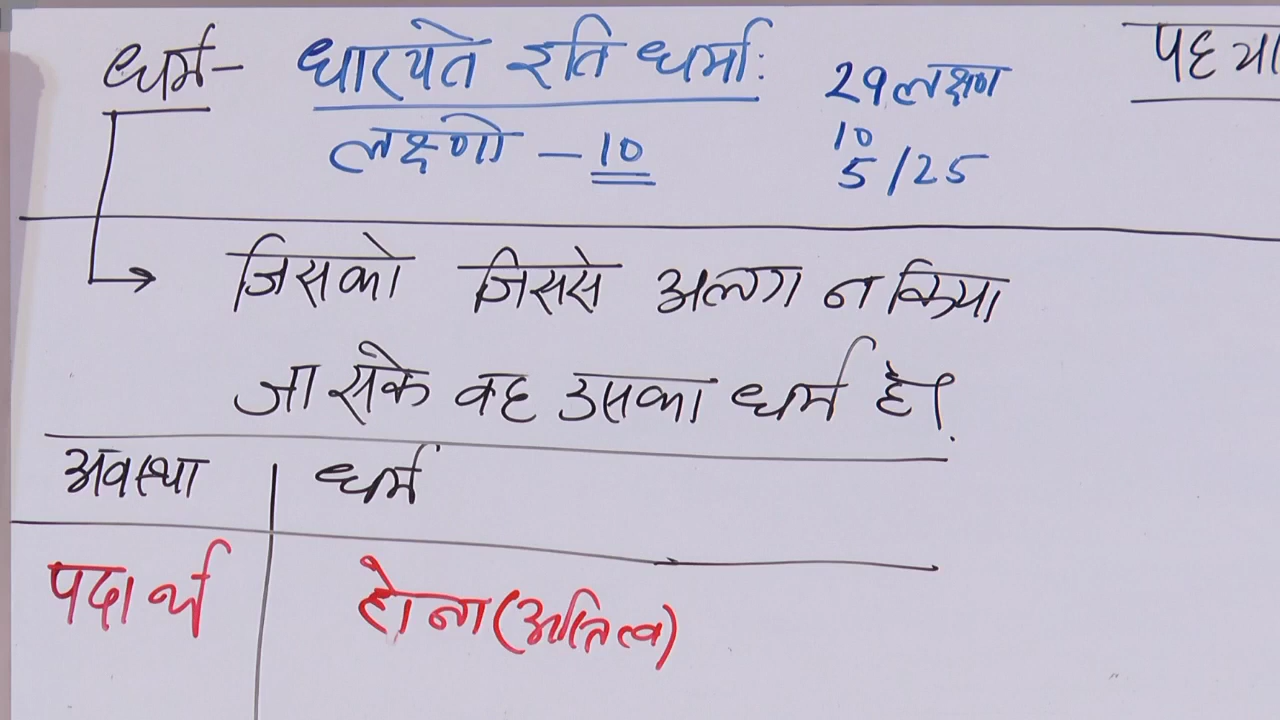 धर्म - धारयते इति धर्मा:
लक्षणो - 10
29 लक्षण
10
5/25
जिसको जिससे अलग न किया
जा सके वह उसका धर्म है।
अवस्था | धर्म
पदार्थ | होना (अस्तित्व)